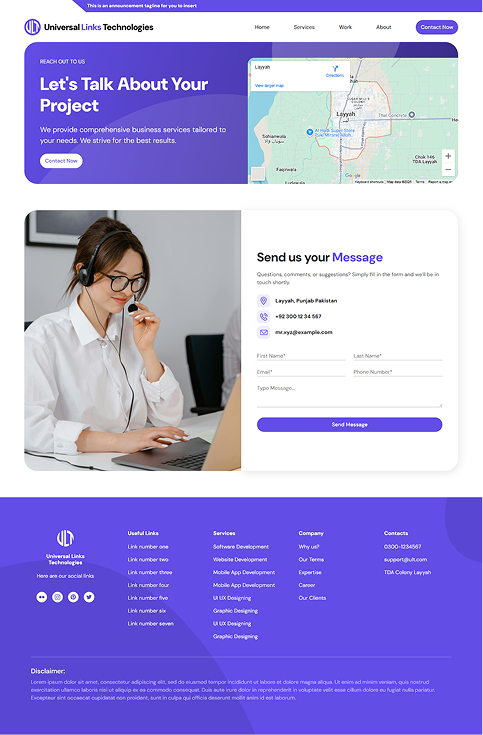 This is an announcement tagline for you to insert
Universal Links Technologies
Home
Services
Work
About
Contact Now
REACH OUT TO US
Let's Talk About Your
Project
We provide comprehensive business services tailored to
your needs. We strive for the best results.
Contact Now
Layyah
Directions
View larger map
Layyah
Thal Concrete
Al Haidi Super Store
Sohianwala
Faqirwala
Ladhana
Chak 146
TDA Layyah
Google
Keyboard shortcuts
Map data ©2021
Terms
Report a map error
Send us your Message
Questions, comments, or suggestions? Simply fill in the form and we'll be in
touch shortly.
Layyah, Punjab Pakistan
+92 300 12 34 567
mr.xyz@example.com
First Name*
Last Name*
Email*
Phone Number*
Type Message..
Send Message
ULT
Universal Links
Technologies
Here are our social links
Useful Links
Link number one
Link number two
Link number three
Link number four
Link number five
Link number six
Link number seven
Services
Software Development
Website Development
Mobile App Development
Mobile App Development
UI UX Designing
Graphic Designing
UI UX Designing
Graphic Designing
Company
Why us?
Our Terms
Expertise
Career
Our Clients
Contacts
0300-1234567
support@ult.com
TDA Colony Layyah
Disclaimer:
Lorem ipsum dolor sit amet, consectetur adipiscing elit, sed do eiusmod tempor incididunt ut labore et dolore magna aliqua. Ut enim ad minim veniam, quis nostrud
exercitation ullamco laboris nisi ut aliquip ex ea commodo consequat. Duis aute irure dolor in reprehenderit in voluptate velit esse cillum dolore eu fugiat nulla pariatur.
Excepteur sint occaecat cupidatat non proident, sunt in culpa qui officia deserunt mollit anim id est laborum.